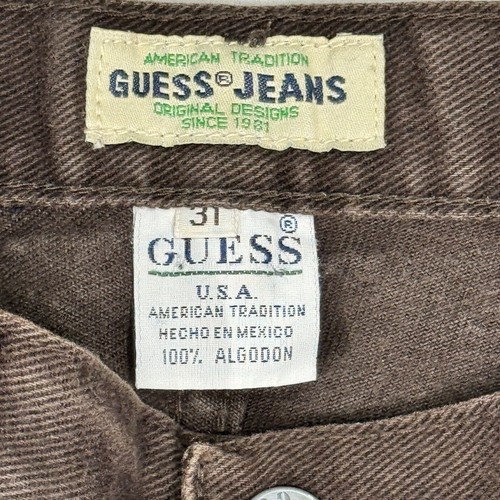 AMERICAN TRADITION
GUESS® JEANS
ORIGINAL DESIGNS
SINCE 1981
31
®
GUESS
U.S.A.
AMERICAN TRADITION
HECHO EN MEXICO
100% ALGODON